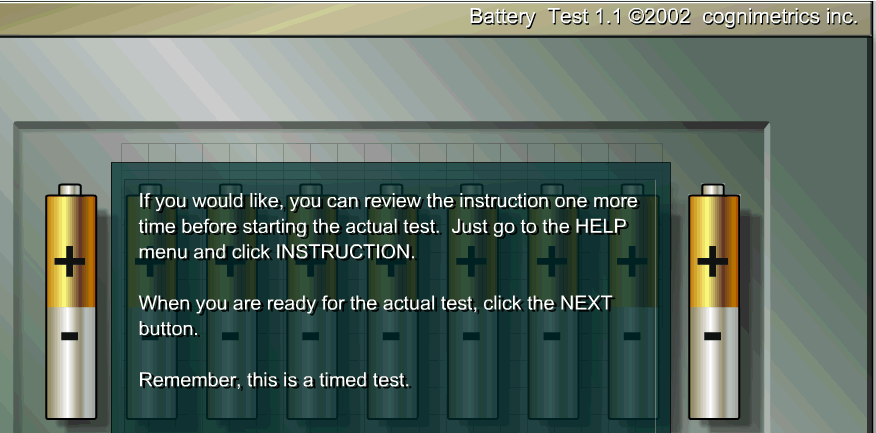 Battery Test 1.1 ©2002 cognimetrics inc.
If you would like, you can review the instruction one more
time before starting the actual test. Just go to the HELP
menu and click INSTRUCTION.
When you are ready for the actual test, click the NEXT
button.
Remember, this is a timed test.